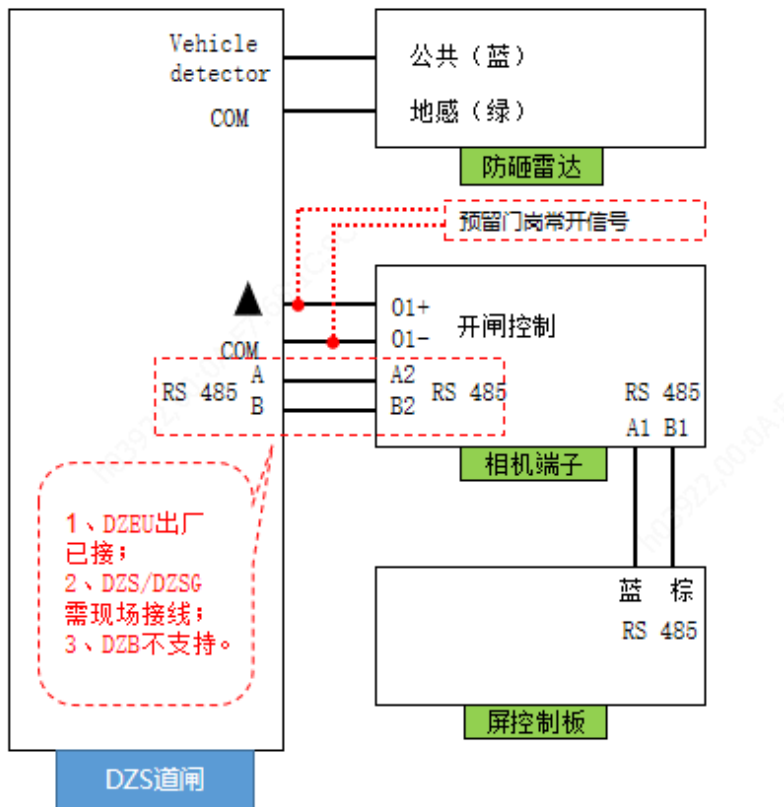 Vehicle
detector
COM
公共（蓝）
地感（绿）
防砸雷达
预留门岗常开信号
O1+
O1-
开闸控制
COM
RS 485
A
B
A2
B2
RS 485
RS 485
A1 B1
相机端子
1、DZEU出厂
已接；
2、DZS/DZSG
需现场接线；
3、DZB不支持。
蓝 棕
RS 485
屏控制板
DZS道闸